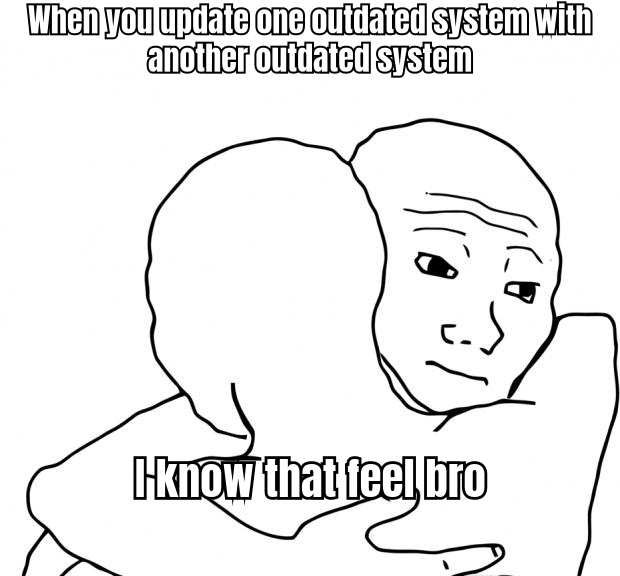 When you update one outdated system with
another outdated system
I know that feel bro